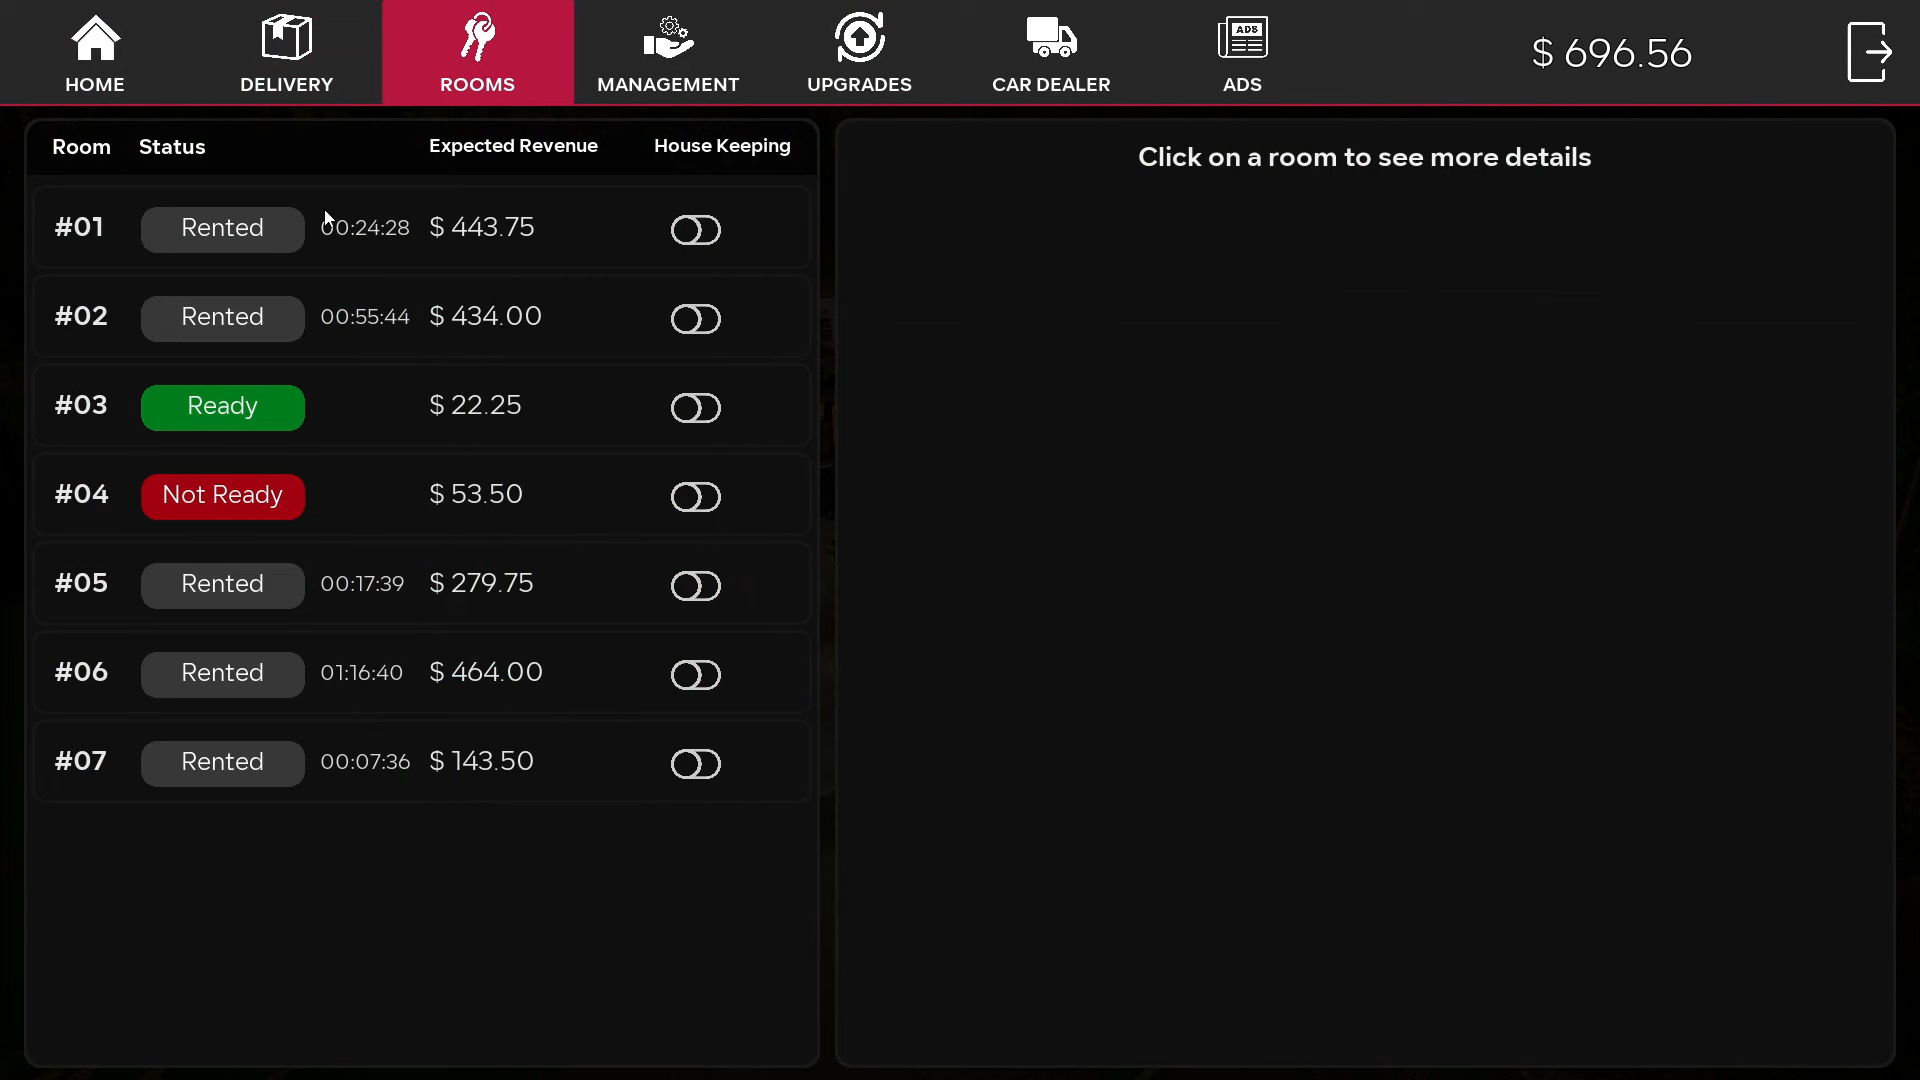 HOME DELIVERY ROOMS MANAGEMENT UPGRADES CAR DEALER ADS $ 696.56
ADS
Room Status Expected Revenue House Keeping
Click on a room to see more details
#01 Rented 00:24:28 $ 443.75
#02 Rented 00:55:44 $ 434.00
#03 Ready $ 22.25
#04 Not Ready $ 53.50
#05 Rented 00:17:39 $ 279.75
#06 Rented 01:16:40 $ 464.00
#07 Rented 00:07:36 $ 143.50